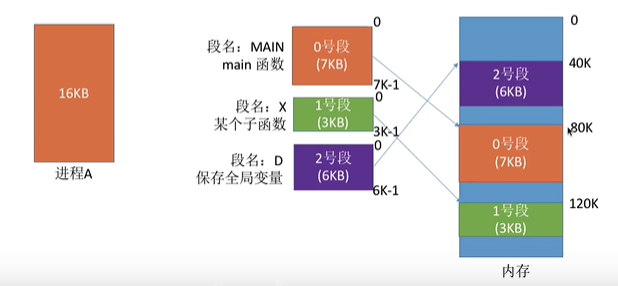 16KB
进程A
段名：MAIN
main 函数
0号段
(7KB)
0
7K-1
段名：X
某个子函数
1号段
(3KB)
0
3K-1
段名：D
保存全局变量
2号段
(6KB)
0
6K-1
0
40K
2号段
(6KB)
80K
0号段
(7KB)
120K
1号段
(3KB)
内存